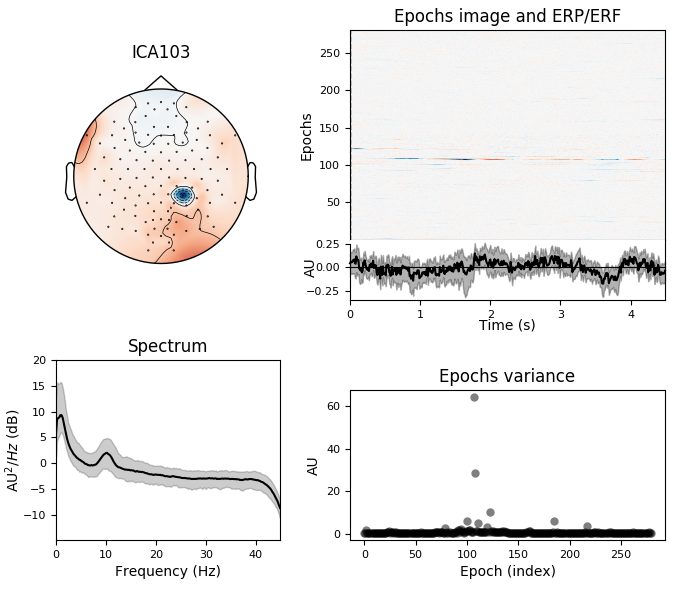 ICA103
Epochs image and ERP/ERF
Epochs
250
200
150
100
50
AU
0.25
0.00
−0.25
0 1 2 3 4
Time (s)
Spectrum
AU²/Hz (dB)
20
15
10
5
0
−5
−10
0 10 20 30 40
Frequency (Hz)
Epochs variance
AU
60
40
20
0
0 50 100 150 200 250
Epoch (index)